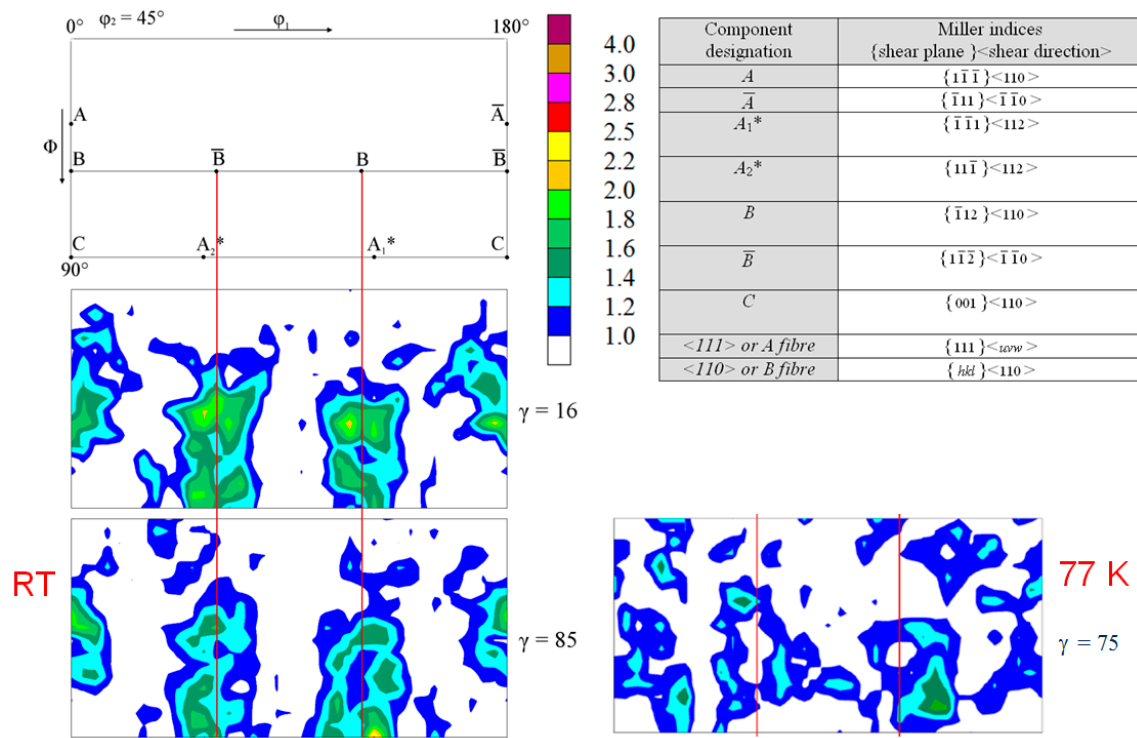 0° φ₂ = 45° φ₁ 180°
A A̅
Φ
B B̅ B B̅
C A₂* A₁* C
90°
4.0
3.0
2.8
2.5
2.2
2.0
1.8
1.6
1.4
1.2
1.0
Component designation Miller indices {shear plane }<shear direction>
A {11̅1̅}<110>
A̅ {1̅11}<1̅1̅0>
A₁* {1̅1̅1}<112>
A₂* {111̅}<112>
B {1̅12}<110>
B̅ {11̅2̅}<1̅1̅0>
C {001}<110>
<111> or A fibre {111}<uvw>
<110> or B fibre {hkl}<110>
γ = 16
RT
γ = 85
77 K
γ = 75